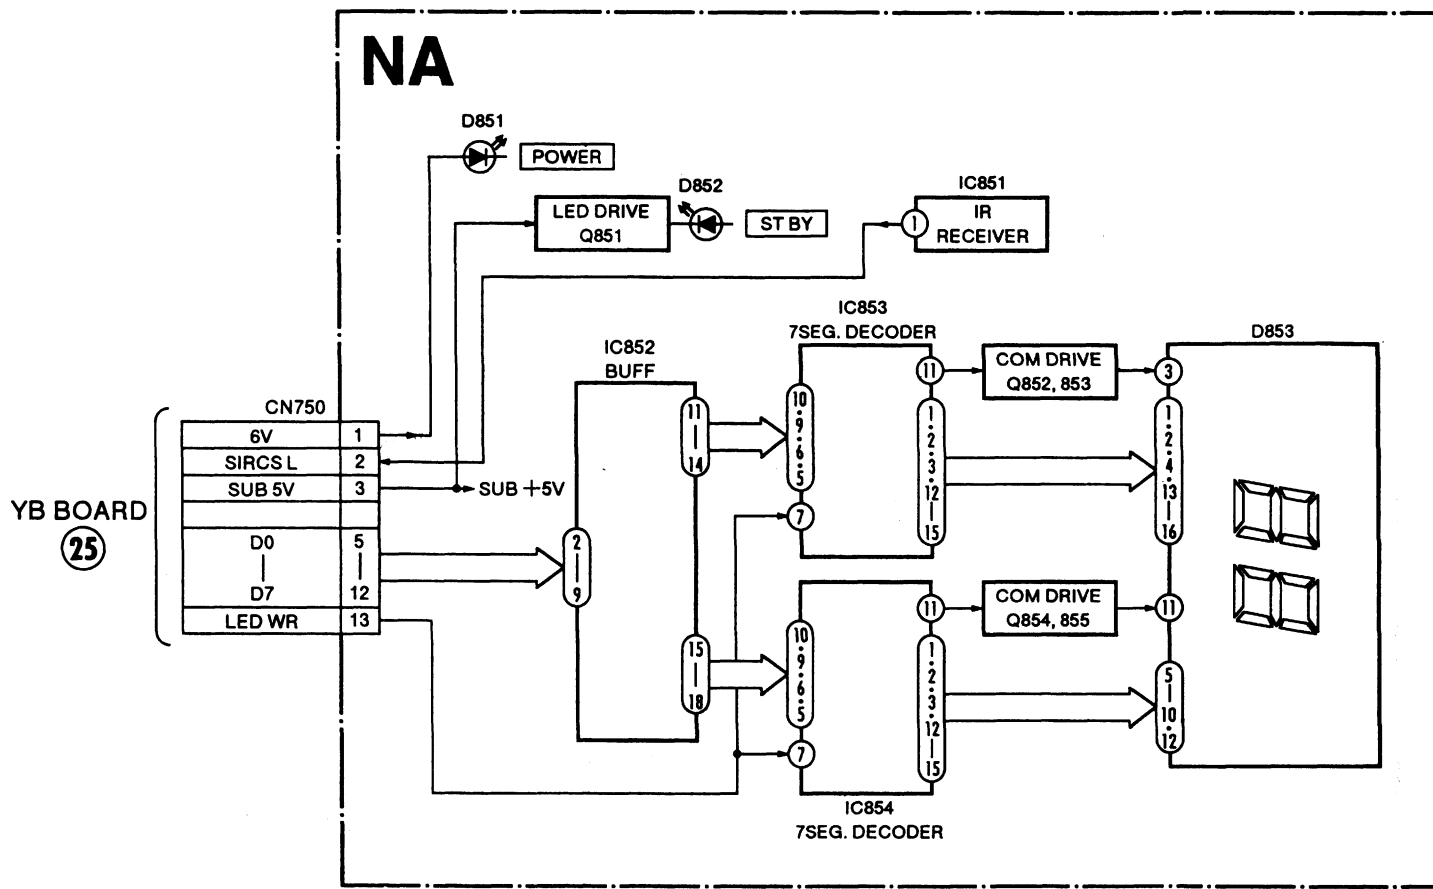 NA
D851
POWER
D852
LED DRIVE
Q851
ST BY
IC851
1
IR
RECEIVER
IC853
7SEG. DECODER
D853
IC852
BUFF
11
COM DRIVE
Q852, 853
3
10•9•6•5
7
1•2•3•12—15
1•2•4•13—16
11—14
CN750
6V 1
SIRCS L 2
SUB 5V 3
SUB +5V
D0 5
D7 12
LED WR 13
YB BOARD
25
2—9
15—18
11
COM DRIVE
Q854, 855
11
10•9•6•5
7
1•2•3•12—15
5—10•12
IC854
7SEG. DECODER